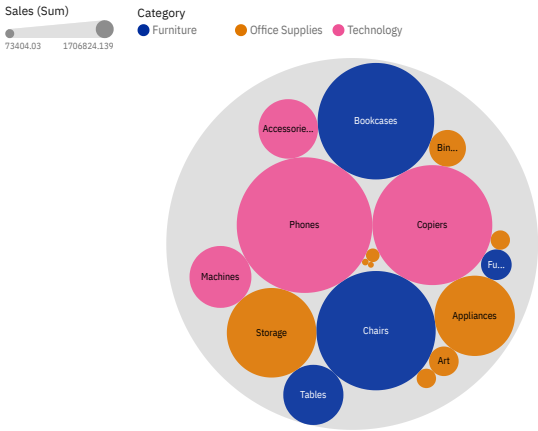 Sales (Sum)
73404.03 1706824.139
Category
Furniture Office Supplies Technology
Bookcases
Accessorie...
Bin...
Phones
Copiers
Fu...
Machines
Appliances
Storage
Chairs
Art
Tables